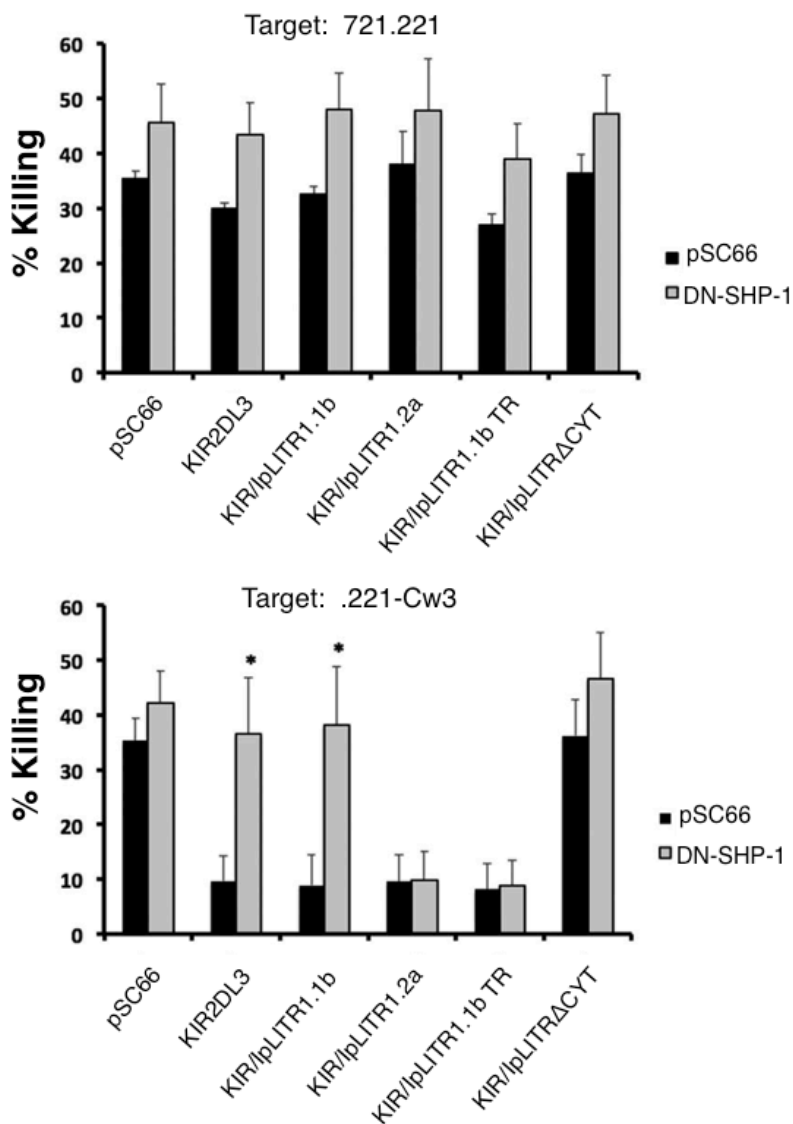 Target: 721.221
60
50
40
30
20
10
0
% Killing
pSC66
DN-SHP-1
pSC66
KIR2DL3
KIR/IpLITR1.1b
KIR/IpLITR1.2a
KIR/IpLITR1.1b TR
KIR/IpLITRΔCYT
Target: .221-Cw3
60
50
40
30
20
10
0
% Killing
*
*
pSC66
DN-SHP-1
pSC66
KIR2DL3
KIR/IpLITR1.1b
KIR/IpLITR1.2a
KIR/IpLITR1.1b TR
KIR/IpLITRΔCYT